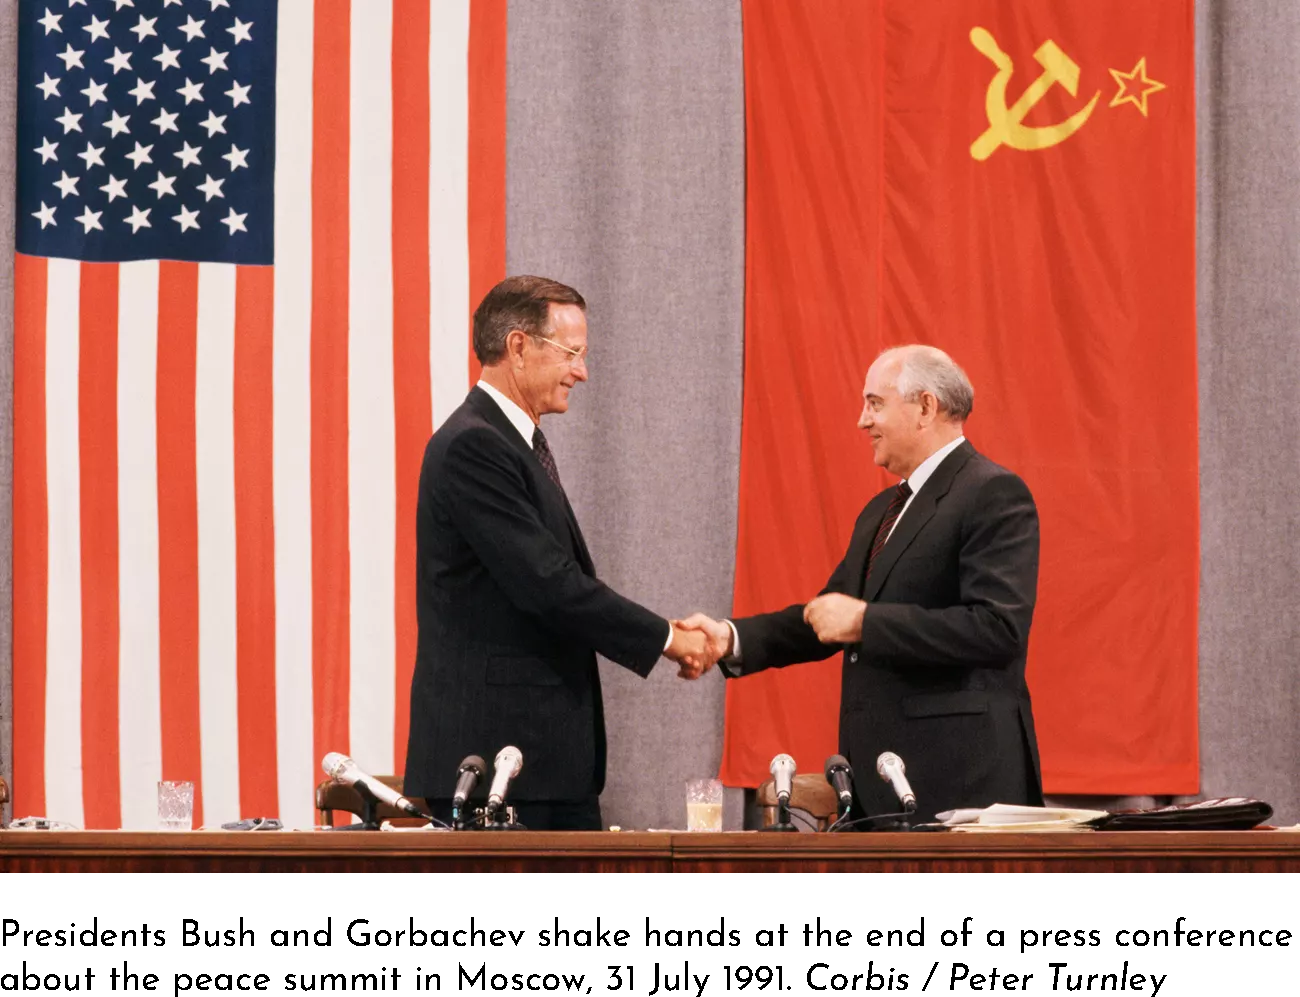 Presidents Bush and Gorbachev shake hands at the end of a press conference
about the peace summit in Moscow, 31 July 1991. Corbis / Peter Turnley